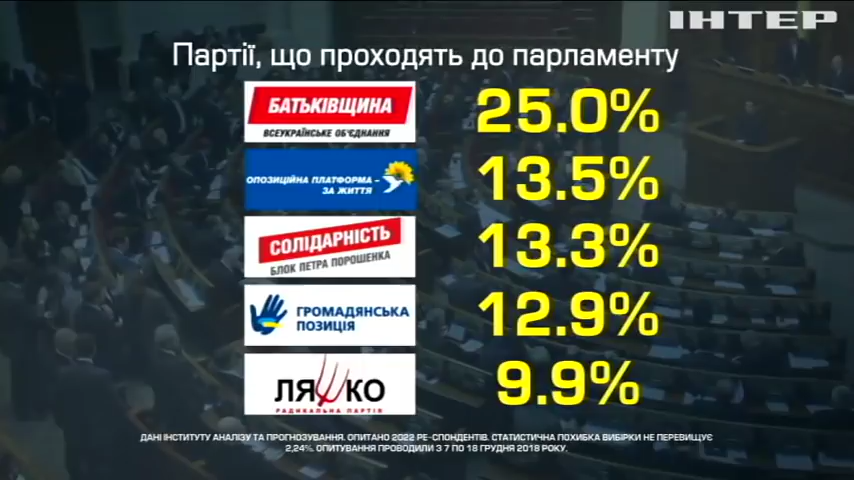 ІНТЕР
Партії, що проходять до парламенту
БАТЬКІВЩИНА
ВСЕУКРАЇНСЬКЕ ОБ'ЄДНАННЯ
25.0%
ОПОЗИЦІЙНА ПЛАТФОРМА –
ЗА ЖИТТЯ
13.5%
СОЛІДАРНІСТЬ
БЛОК ПЕТРА ПОРОШЕНКА
13.3%
ГРОМАДЯНСЬКА
ПОЗИЦІЯ
12.9%
ЛЯШКО
РАДИКАЛЬНА ПАРТІЯ
9.9%
ДАНІ ІНСТИТУТУ АНАЛІЗУ ТА ПРОГНОЗУВАННЯ. ОПИТАНО 2022 РЕ-СПОНДЕНТІВ. СТАТИСТИЧНА ПОХИБКА ВИБІРКИ НЕ ПЕРЕВИЩУЄ
2,24%. ОПИТУВАННЯ ПРОВОДИЛИ З 7 ПО 18 ГРУДНЯ 2018 РОКУ.